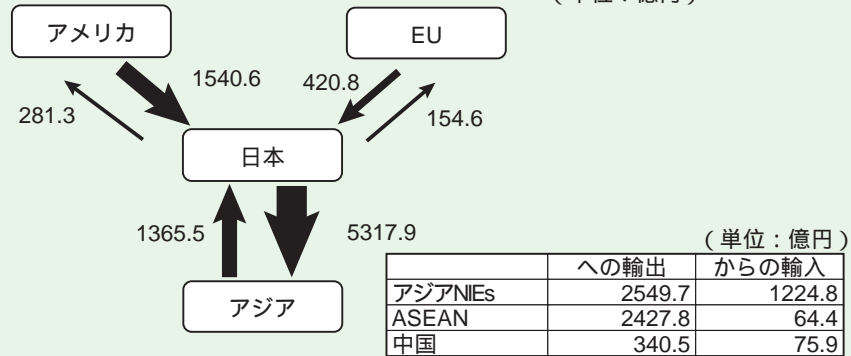 （単位：億円）
アメリカ
EU
1540.6
420.8
281.3
154.6
日本
1365.5
5317.9
アジア
（単位：億円）
への輸出 からの輸入
アジアNIEs 2549.7 1224.8
ASEAN 2427.8 64.4
中国 340.5 75.9